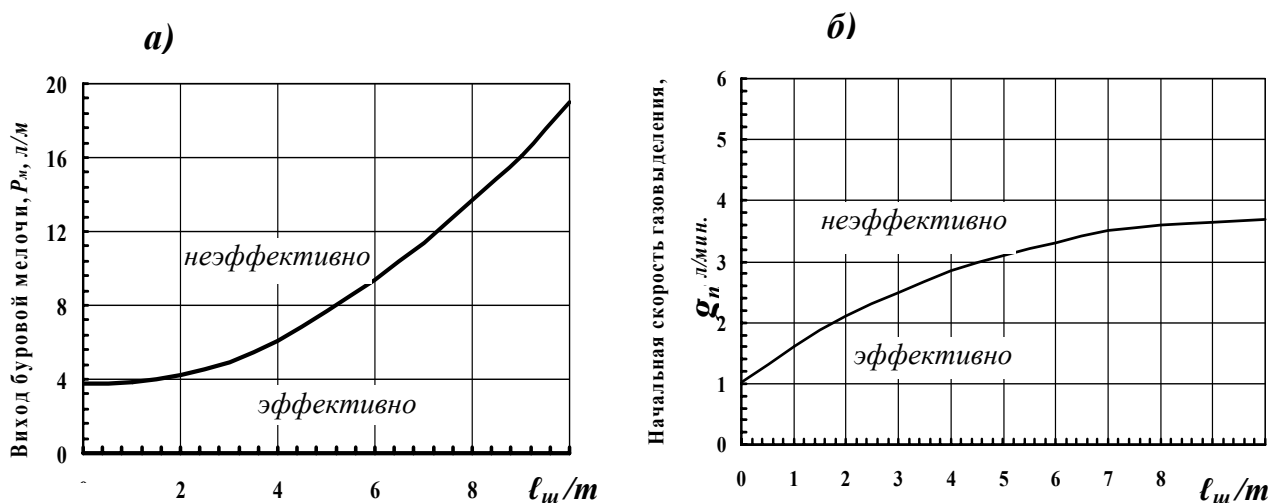 а)
Виход буровой мелочи, Pм, л/м
20
16
12
8
4
0
неэффективно
эффективно
2
4
6
8
ℓш/m
б)
Начальная скорость газовыделения,
gп л/мин.
6
5
4
3
2
1
0
неэффективно
эффективно
0
1
2
3
4
5
6
7
8
ℓш/m